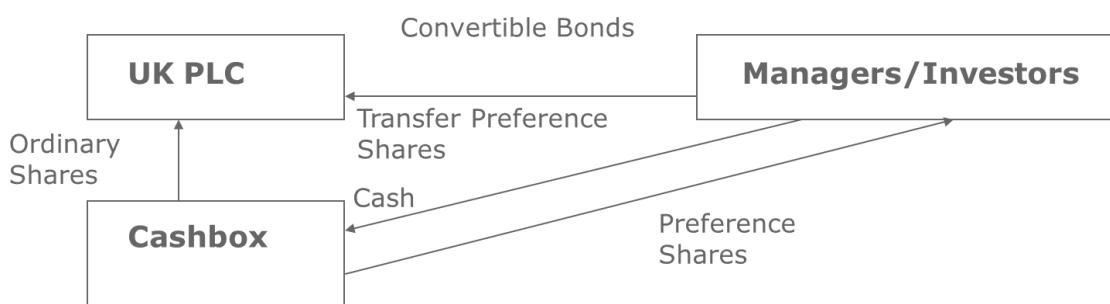 Convertible Bonds
UK PLC
Managers/Investors
Transfer Preference
Shares
Ordinary
Shares
Cash
Cashbox
Preference
Shares